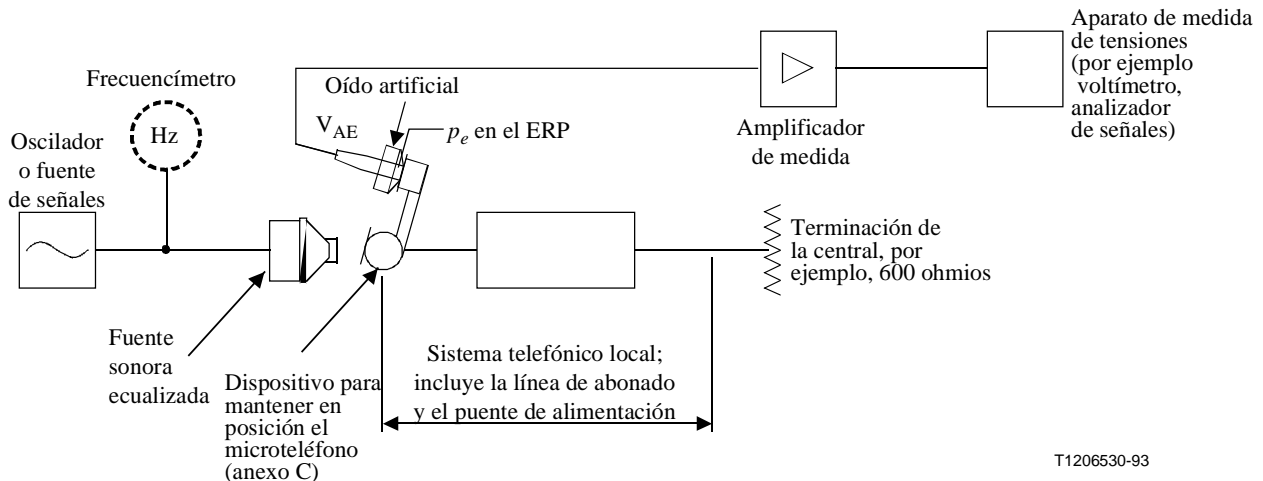 Frecuencímetro
Hz
Oscilador
o fuente
de señales
Oído artificial
V_AE
p_e en el ERP
Amplificador
de medida
Aparato de medida
de tensiones
(por ejemplo
voltímetro,
analizador
de señales)
Terminación de
la central, por
ejemplo, 600 ohmios
Fuente
sonora
ecualizada
Dispositivo para
mantener en
posición el
microteléfono
(anexo C)
Sistema telefónico local;
incluye la línea de abonado
y el puente de alimentación
T1206530-93